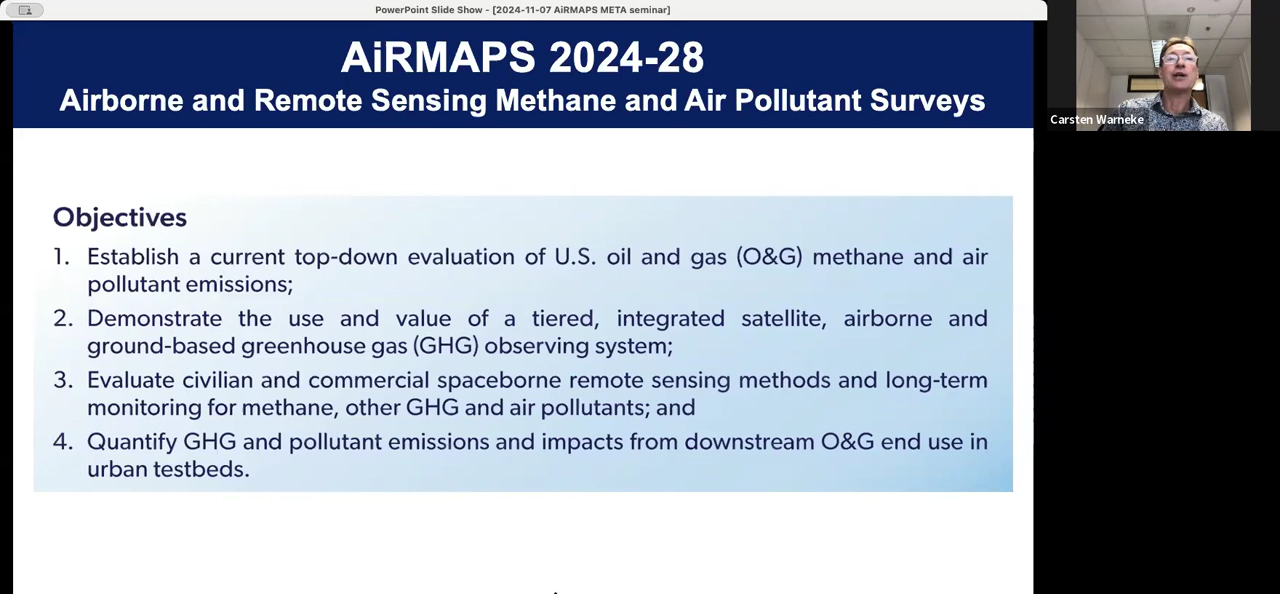 PowerPoint Slide Show - [2024-11-07 AiRMAPS META seminar]
AiRMAPS 2024-28
Airborne and Remote Sensing Methane and Air Pollutant Surveys
Carsten Warneke
Objectives
1. Establish a current top-down evaluation of U.S. oil and gas (O&G) methane and air
pollutant emissions;
2. Demonstrate the use and value of a tiered, integrated satellite, airborne and
ground-based greenhouse gas (GHG) observing system;
3. Evaluate civilian and commercial spaceborne remote sensing methods and long-term
monitoring for methane, other GHG and air pollutants; and
4. Quantify GHG and pollutant emissions and impacts from downstream O&G end use in
urban testbeds.